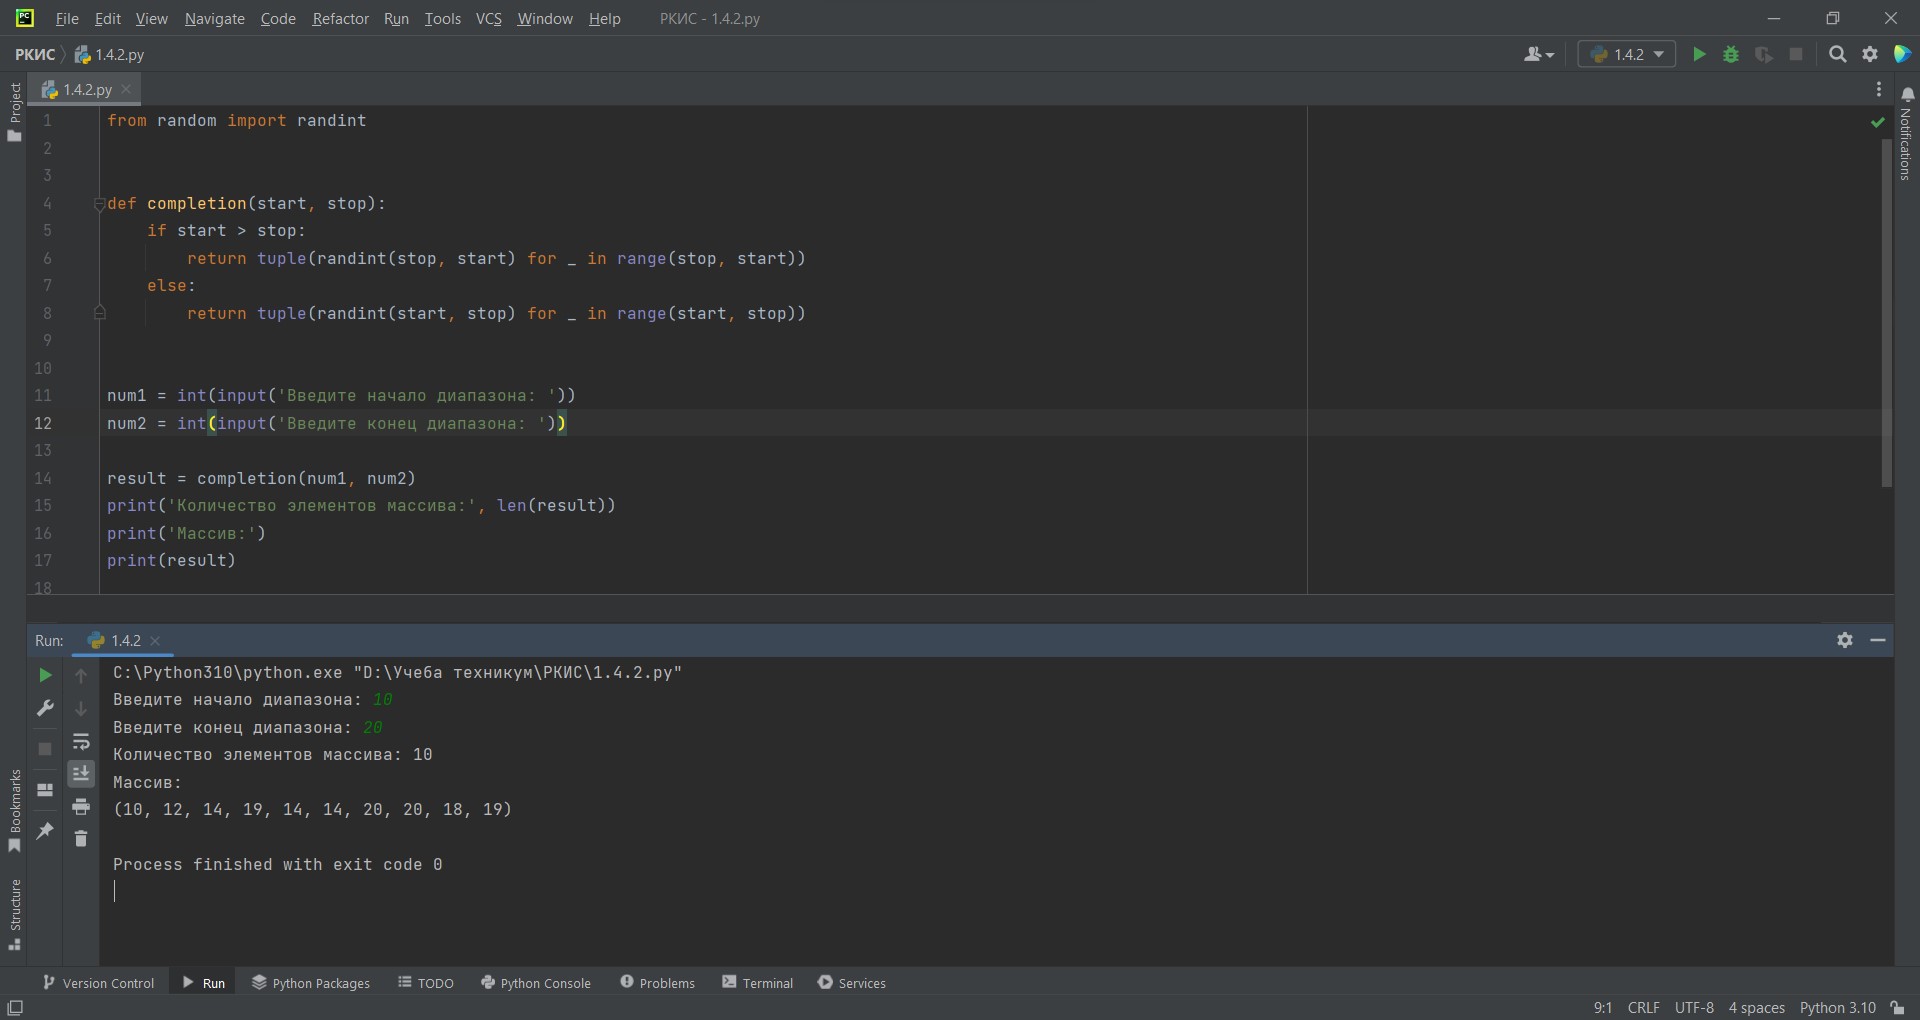 File Edit View Navigate Code Refactor Run Tools VCS Window Help РКИС - 1.4.2.py
РКИС 1.4.2.py 1.4.2
Project
1.4.2.py
Notifications
1 from random import randint
2
3
4 def completion(start, stop):
5 if start > stop:
6 return tuple(randint(stop, start) for _ in range(stop, start))
7 else:
8 return tuple(randint(start, stop) for _ in range(start, stop))
9
10
11 num1 = int(input('Введите начало диапазона: '))
12 num2 = int(input('Введите конец диапазона: '))
13
14 result = completion(num1, num2)
15 print('Количество элементов массива:', len(result))
16 print('Массив:')
17 print(result)
18
Run: 1.4.2
C:\Python310\python.exe "D:\Учеба техникум\РКИС\1.4.2.py"
Введите начало диапазона: 10
Введите конец диапазона: 20
Количество элементов массива: 10
Массив:
(10, 12, 14, 19, 14, 14, 20, 20, 18, 19)
Process finished with exit code 0
Bookmarks
Structure
Version Control Run Python Packages TODO Python Console Problems Terminal Services
9:1 CRLF UTF-8 4 spaces Python 3.10